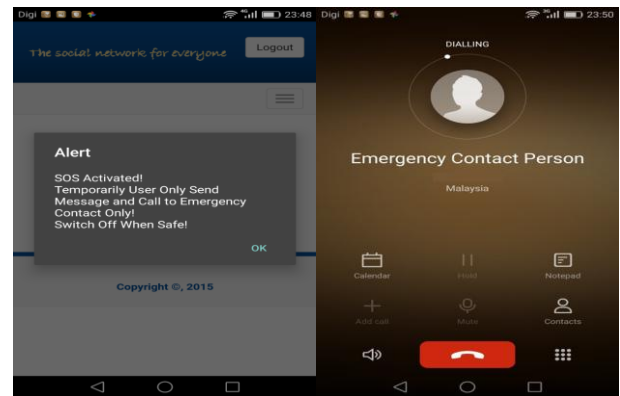 Digi 23:48
The social network for everyone
Logout
Alert
SOS Activated!
Temporarily User Only Send
Message and Call to Emergency
Contact Only!
Switch Off When Safe!
OK
Copyright ©, 2015
Digi 23:50
DIALLING
Emergency Contact Person
Malaysia
Calendar
Hold
Notepad
Add call
Mute
Contacts